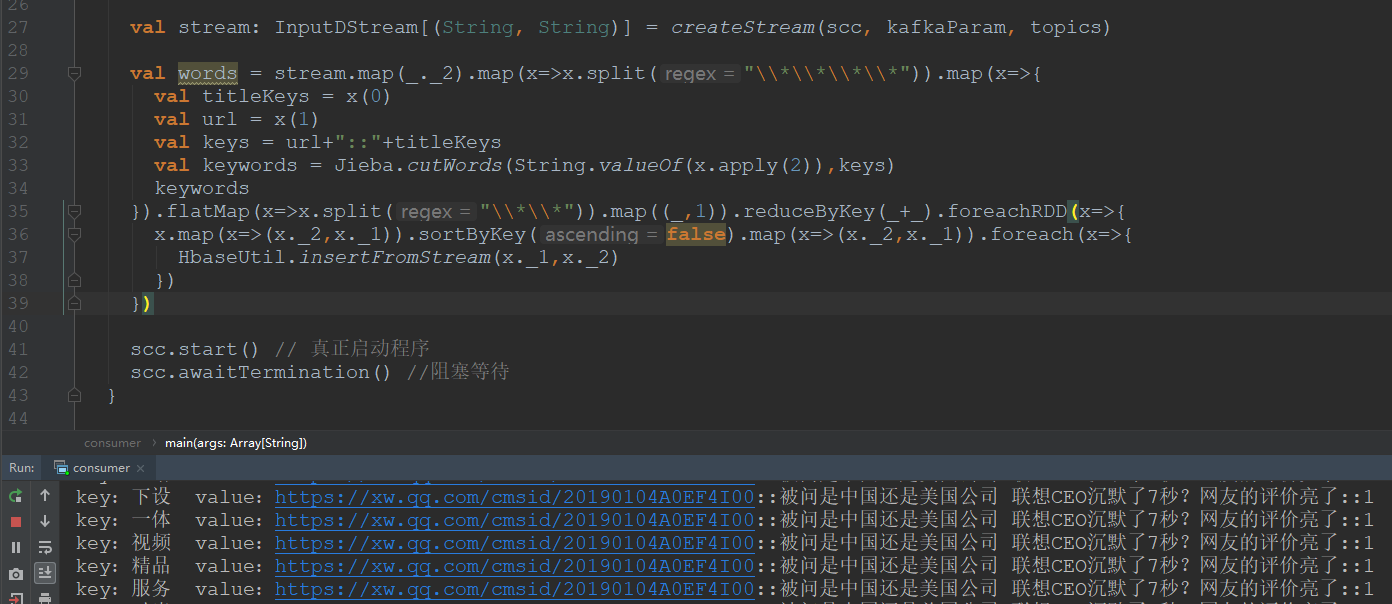 26
27 val stream: InputDStream[(String, String)] = createStream(scc, kafkaParam, topics)
28
29 val words = stream.map(_._2).map(x=>x.split( regex = "\\*\\*\\*\\*")).map(x=>{
30 val titleKeys = x(0)
31 val url = x(1)
32 val keys = url+"::"+titleKeys
33 val keywords = Jieba.cutWords(String.valueOf(x.apply(2)),keys)
34 keywords
35 }).flatMap(x=>x.split( regex = "\\*\\*")).map((_,1)).reduceByKey(_+_).foreachRDD(x=>{
36 x.map(x=>(x._2,x._1)).sortByKey( ascending = false).map(x=>(x._2,x._1)).foreach(x=>{
37 HbaseUtil.insertFromStream(x._1,x._2)
38 })
39 })
40
41 scc.start() // 真正启动程序
42 scc.awaitTermination() //阻塞等待
43 }
44
consumer › main(args: Array[String])
Run: consumer ×
key: 下设 value: https://xw.qq.com/cmsid/20190104A0EF4I00::被问是中国还是美国公司 联想CEO沉默了7秒？网友的评价亮了::1
key: 一体 value: https://xw.qq.com/cmsid/20190104A0EF4I00::被问是中国还是美国公司 联想CEO沉默了7秒？网友的评价亮了::1
key: 视频 value: https://xw.qq.com/cmsid/20190104A0EF4I00::被问是中国还是美国公司 联想CEO沉默了7秒？网友的评价亮了::1
key: 精品 value: https://xw.qq.com/cmsid/20190104A0EF4I00::被问是中国还是美国公司 联想CEO沉默了7秒？网友的评价亮了::1
key: 服务 value: https://xw.qq.com/cmsid/20190104A0EF4I00::被问是中国还是美国公司 联想CEO沉默了7秒？网友的评价亮了::1